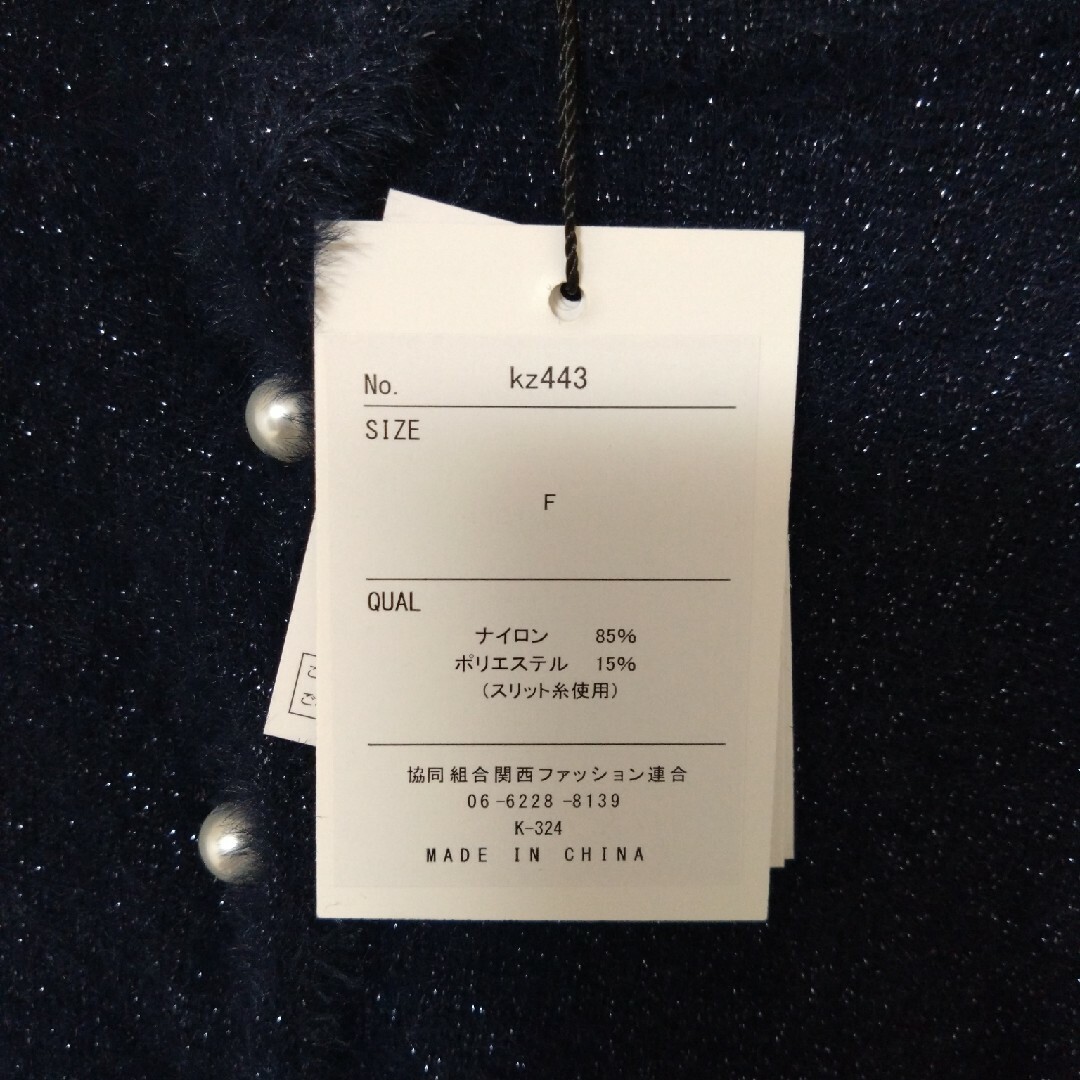 No. kz443
SIZE
F
QUAL
ナイロン 85%
ポリエステル 15%
(スリット糸使用)
協同組合関西ファッション連合
06-6228-8139
K-324
MADE IN CHINA